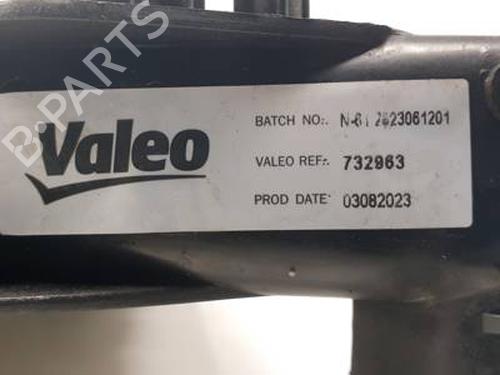 B-PARTS
Valeo
BATCH NO.:
VALEO REF.: 732963
PROD DATE: 03082023